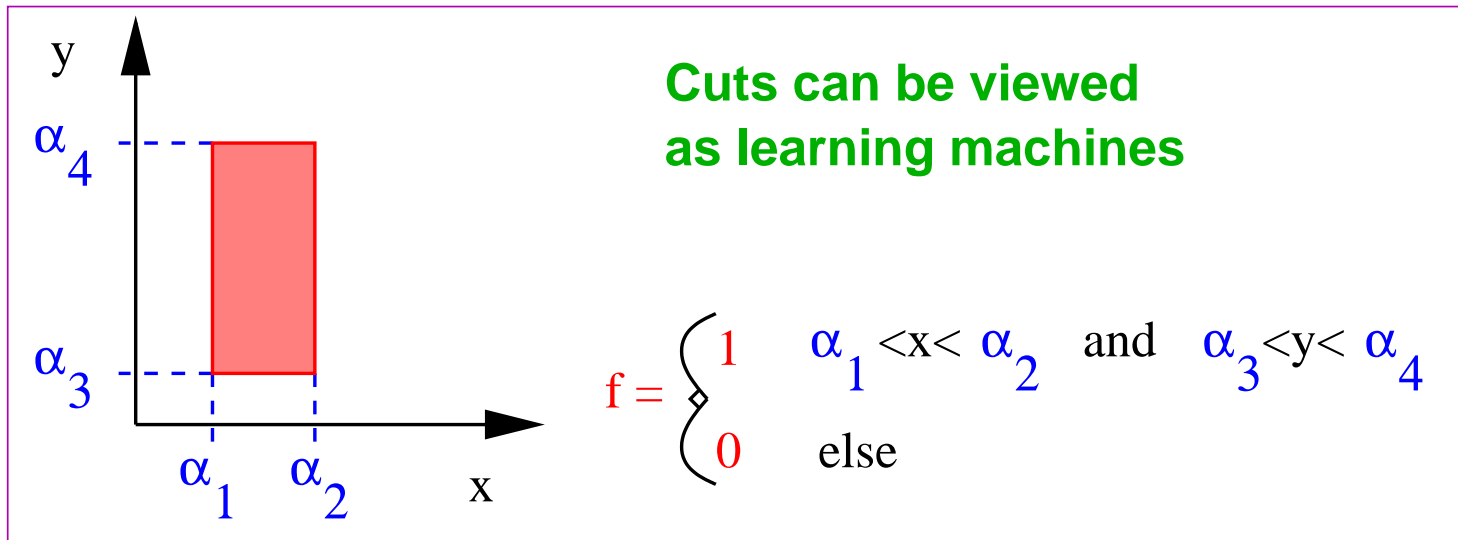 y
Cuts can be viewed
as learning machines
α4
α3
α1 α2
x
f = { 1 α1 <x< α2 and α3<y< α4
0 else